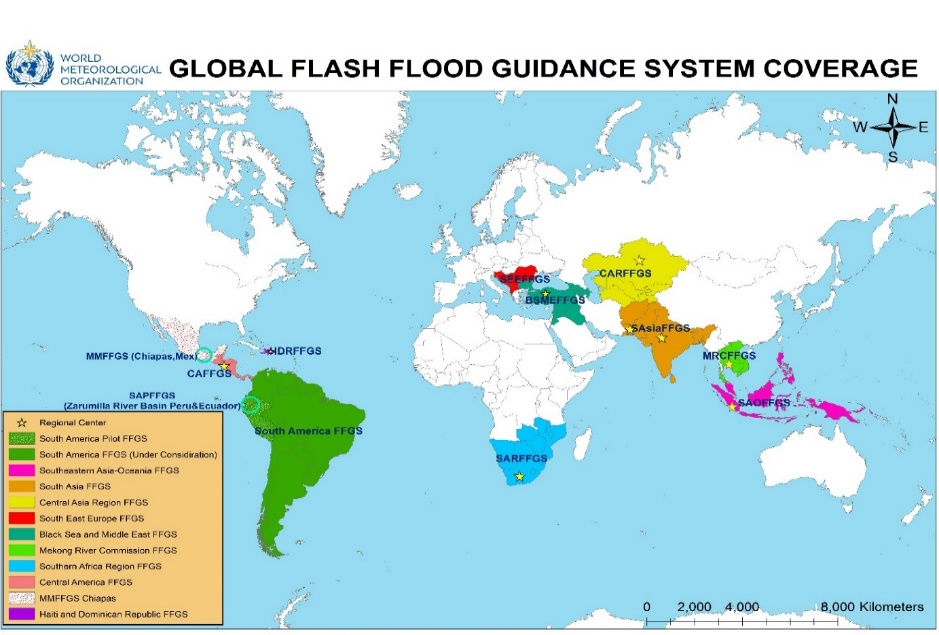 WORLD
METEOROLOGICAL
ORGANIZATION
GLOBAL FLASH FLOOD GUIDANCE SYSTEM COVERAGE
N
W E
S
CARFFGS
SEEFFGS
BSMEFFGS
SAsiaFFGS
MMFFGS (Chiapas,Mex)
HDRFFGS
MRCFFGS
CAFFGS
SAPFFGS
(Zarumilla River Basin Peru&Ecuador)
SAOFFGS
South America FFGS
SARFFGS
Regional Center
South America Pilot FFGS
South America FFGS (Under Considiration)
Southeastern Asia-Oceania FFGS
South Asia FFGS
Central Asia Region FFGS
South East Europe FFGS
Black Sea and Middle East FFGS
Mekong River Commission FFGS
Southern Africa Region FFGS
Central America FFGS
MMFFGS Chiapas
Haiti and Dominican Republic FFGS
0 2,000 4,000 8,000 Kilometers